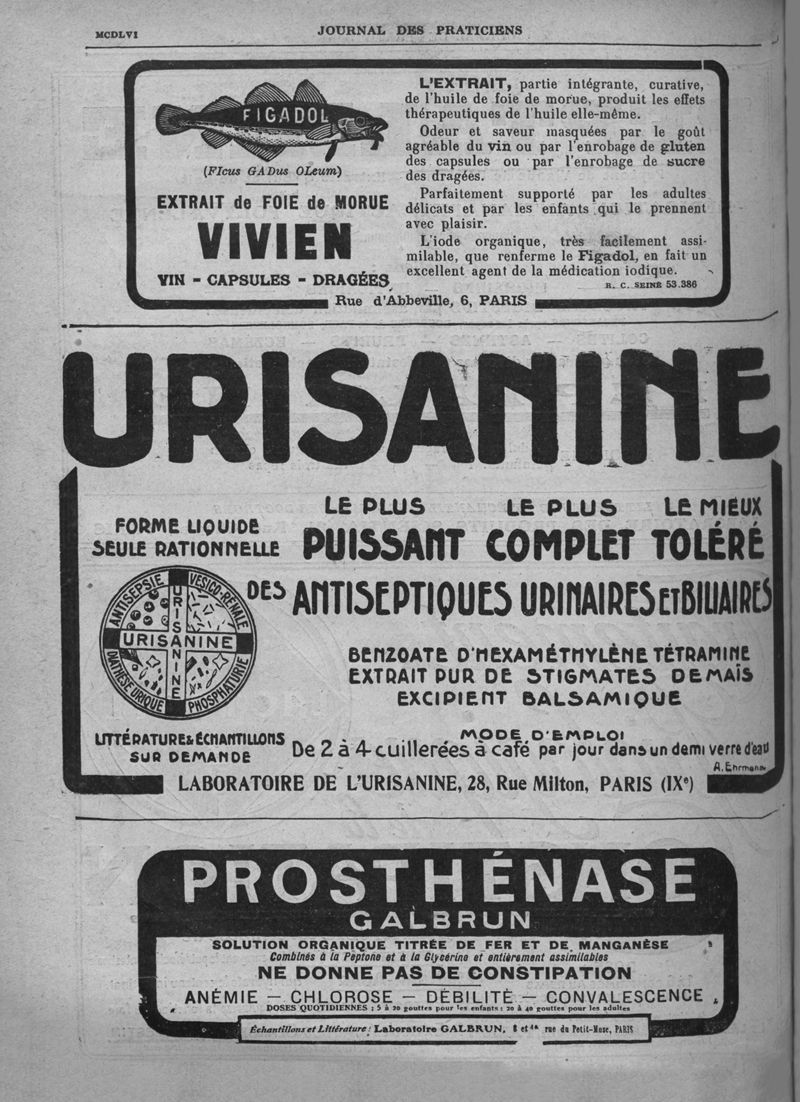 MCDLVI
JOURNAL DES PRATICIENS
FIGADOL
(FIcus GADus OLeum)
EXTRAIT de FOIE de MORUE
VIVIEN
VIN - CAPSULES - DRAGÉES
L'EXTRAIT, partie intégrante, curative,
de l'huile de foie de morue, produit les effets
thérapeutiques de l'huile elle-même.
Odeur et saveur masquées par le goût
agréable du vin ou par l'enrobage de gluten
des capsules ou par l'enrobage de sucre
des dragées.
Parfaitement supporté par les adultes
délicats et par les enfants qui le prennent
avec plaisir.
L'iode organique, très facilement assi-
milable, que renferme le Figadol, en fait un
excellent agent de la médication iodique.
R. C. SEINE 53.386
Rue d'Abbeville, 6, PARIS
URISANINE
FORME LIQUIDE
SEULE RATIONNELLE
LE PLUS LE PLUS LE MIEUX
PUISSANT COMPLET TOLÉRÉ
DES ANTISEPTIQUES URINAIRES ET BILIAIRES
ANTISEPSIE VESICO-RÉNALE
URISANINE
URISANINE
DIATHÈSE URIQUE PHOSPHATURIE
BENZOATE D'HEXAMÉTHYLÈNE TÉTRAMINE
EXTRAIT PUR DE STIGMATES DE MAÏS
EXCIPIENT BALSAMIQUE
LITTÉRATURE & ÉCHANTILLONS
SUR DEMANDE
MODE D'EMPLOI
De 2 à 4 cuillerées à café par jour dans un demi verre d'eau
A. Ehrmann
LABORATOIRE DE L'URISANINE, 28, Rue Milton, PARIS (IXe)
PROSTHÉNASE
GALBRUN
SOLUTION ORGANIQUE TITRÉE DE FER ET DE MANGANÈSE
Combinés à la Peptone et à la Glycérine et entièrement assimilables
NE DONNE PAS DE CONSTIPATION
ANÉMIE — CHLOROSE — DÉBILITÉ — CONVALESCENCE
DOSES QUOTIDIENNES : 5 à 20 gouttes pour les enfants ; 20 à 40 gouttes pour les adultes
Échantillons et Littérature : Laboratoire GALBRUN, 8 et rue du Petit-Musc, PARIS